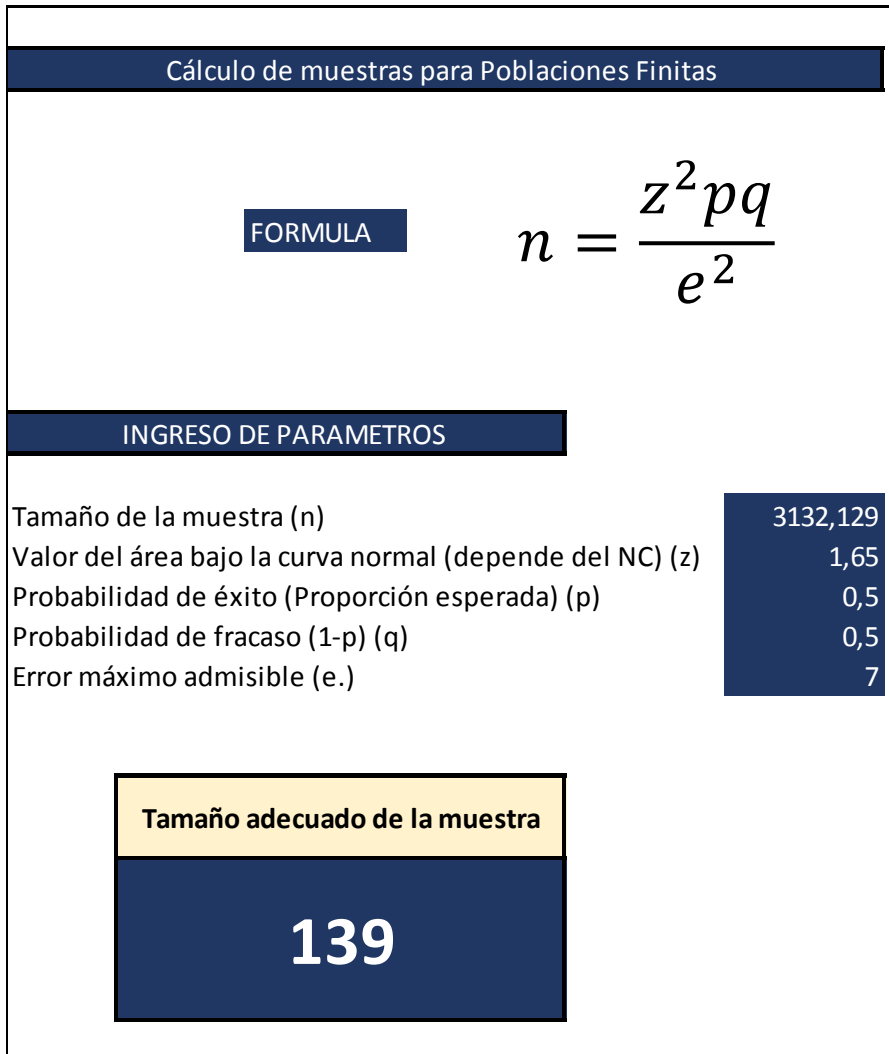 Cálculo de muestras para Poblaciones Finitas
FORMULA
n = z²pq / e²
INGRESO DE PARAMETROS
Tamaño de la muestra (n) 3132,129
Valor del área bajo la curva normal (depende del NC) (z) 1,65
Probabilidad de éxito (Proporción esperada) (p) 0,5
Probabilidad de fracaso (1-p) (q) 0,5
Error máximo admisible (e.) 7
Tamaño adecuado de la muestra
139